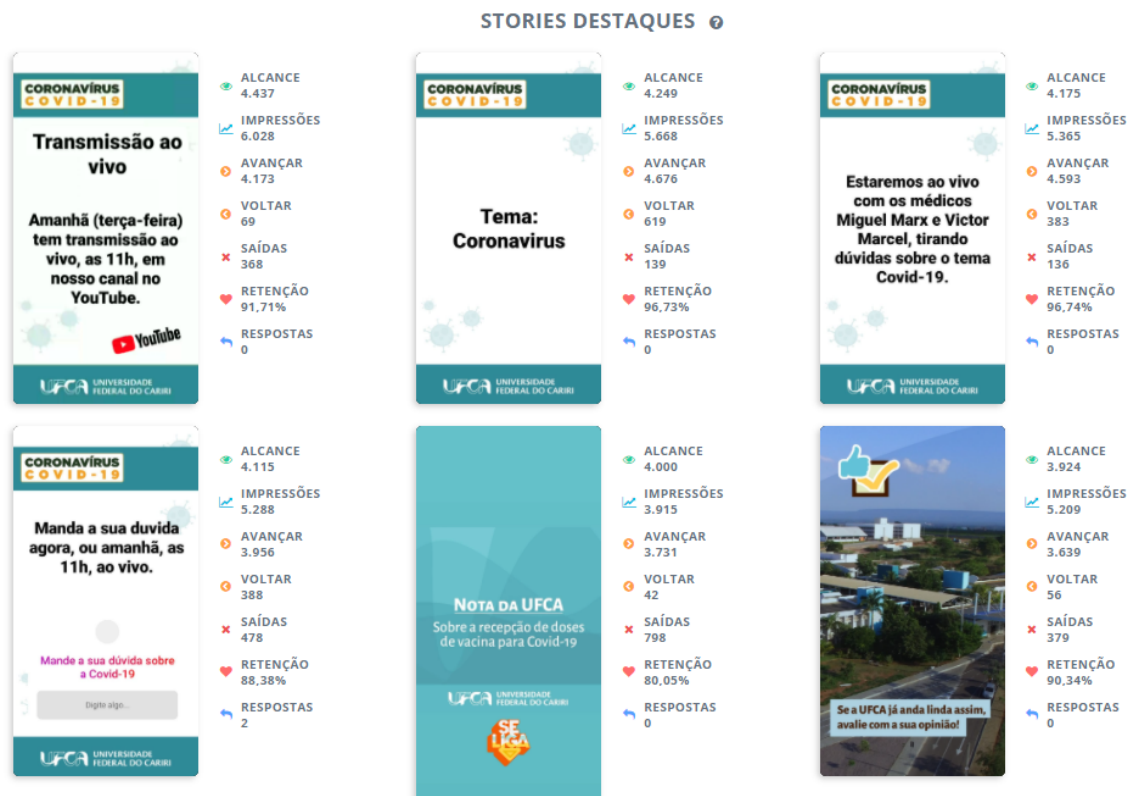 STORIES DESTAQUES ?
CORONAVÍRUS
COVID-19
Transmissão ao
vivo
Amanhã (terça-feira)
tem transmissão ao
vivo, as 11h, em
nosso canal no
YouTube.
YouTube
UFCA UNIVERSIDADE
FEDERAL DO CARIRI
ALCANCE
4.437
IMPRESSÕES
6.028
AVANÇAR
4.173
VOLTAR
69
SAÍDAS
368
RETENÇÃO
91,71%
RESPOSTAS
0
CORONAVÍRUS
COVID-19
Tema:
Coronavirus
UFCA UNIVERSIDADE
FEDERAL DO CARIRI
ALCANCE
4.249
IMPRESSÕES
5.668
AVANÇAR
4.676
VOLTAR
619
SAÍDAS
139
RETENÇÃO
96,73%
RESPOSTAS
0
CORONAVÍRUS
COVID-19
Estaremos ao vivo
com os médicos
Miguel Marx e Victor
Marcel, tirando
dúvidas sobre o tema
Covid-19.
UFCA UNIVERSIDADE
FEDERAL DO CARIRI
ALCANCE
4.175
IMPRESSÕES
5.365
AVANÇAR
4.593
VOLTAR
383
SAÍDAS
136
RETENÇÃO
96,74%
RESPOSTAS
0
CORONAVÍRUS
COVID-19
Manda a sua duvida
agora, ou amanhã, as
11h, ao vivo.
Mande a sua dúvida sobre
a Covid-19
Digite algo...
UFCA UNIVERSIDADE
FEDERAL DO CARIRI
ALCANCE
4.115
IMPRESSÕES
5.288
AVANÇAR
3.956
VOLTAR
388
SAÍDAS
478
RETENÇÃO
88,38%
RESPOSTAS
2
NOTA DA UFCA
Sobre a recepção de doses
de vacina para Covid-19
UFCA UNIVERSIDADE
FEDERAL DO CARIRI
SE
LIGA
ALCANCE
4.000
IMPRESSÕES
3.915
AVANÇAR
3.731
VOLTAR
42
SAÍDAS
798
RETENÇÃO
80,05%
RESPOSTAS
0
Se a UFCA já anda linda assim,
avalie com a sua opinião!
ALCANCE
3.924
IMPRESSÕES
5.209
AVANÇAR
3.639
VOLTAR
56
SAÍDAS
379
RETENÇÃO
90,34%
RESPOSTAS
0